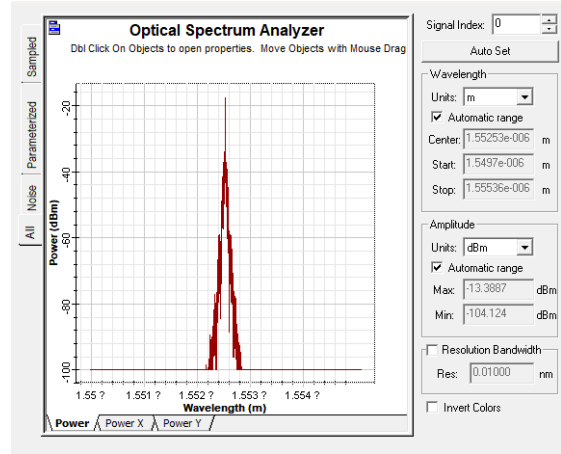 Optical Spectrum Analyzer
Dbl Click On Objects to open properties. Move Objects with Mouse Drag
Sampled
Parameterized
Noise
All
Power (dBm)
-20
-40
-60
-80
-100
1.55 ?
1.551 ?
1.552 ?
1.553 ?
1.554 ?
Wavelength (m)
Power
Power X
Power Y
Signal Index: 0
Auto Set
Wavelength
Units: m
Automatic range
Center: 1.55253e-006 m
Start: 1.5497e-006 m
Stop: 1.55536e-006 m
Amplitude
Units: dBm
Automatic range
Max: -13.3887 dBm
Min: -104.124 dBm
Resolution Bandwidth
Res: 0.01000 nm
Invert Colors